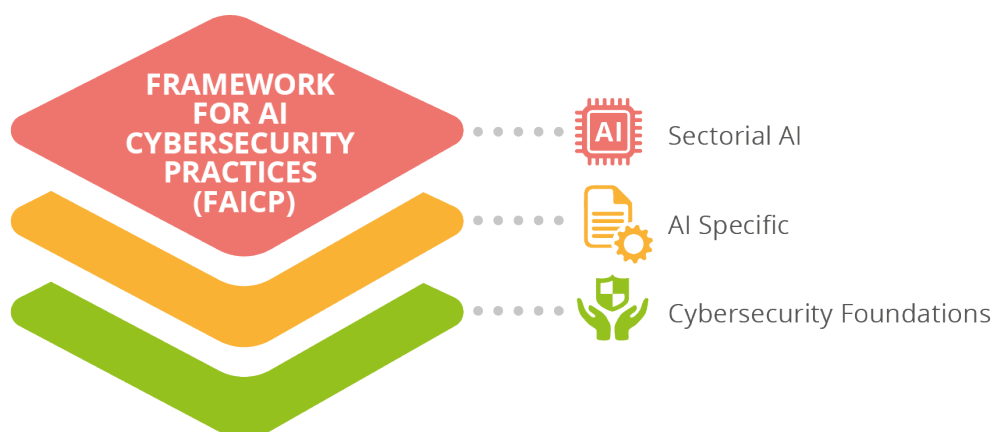 FRAMEWORK
FOR AI
CYBERSECURITY
PRACTICES
(FAICP)
AI
Sectorial AI
AI Specific
Cybersecurity Foundations